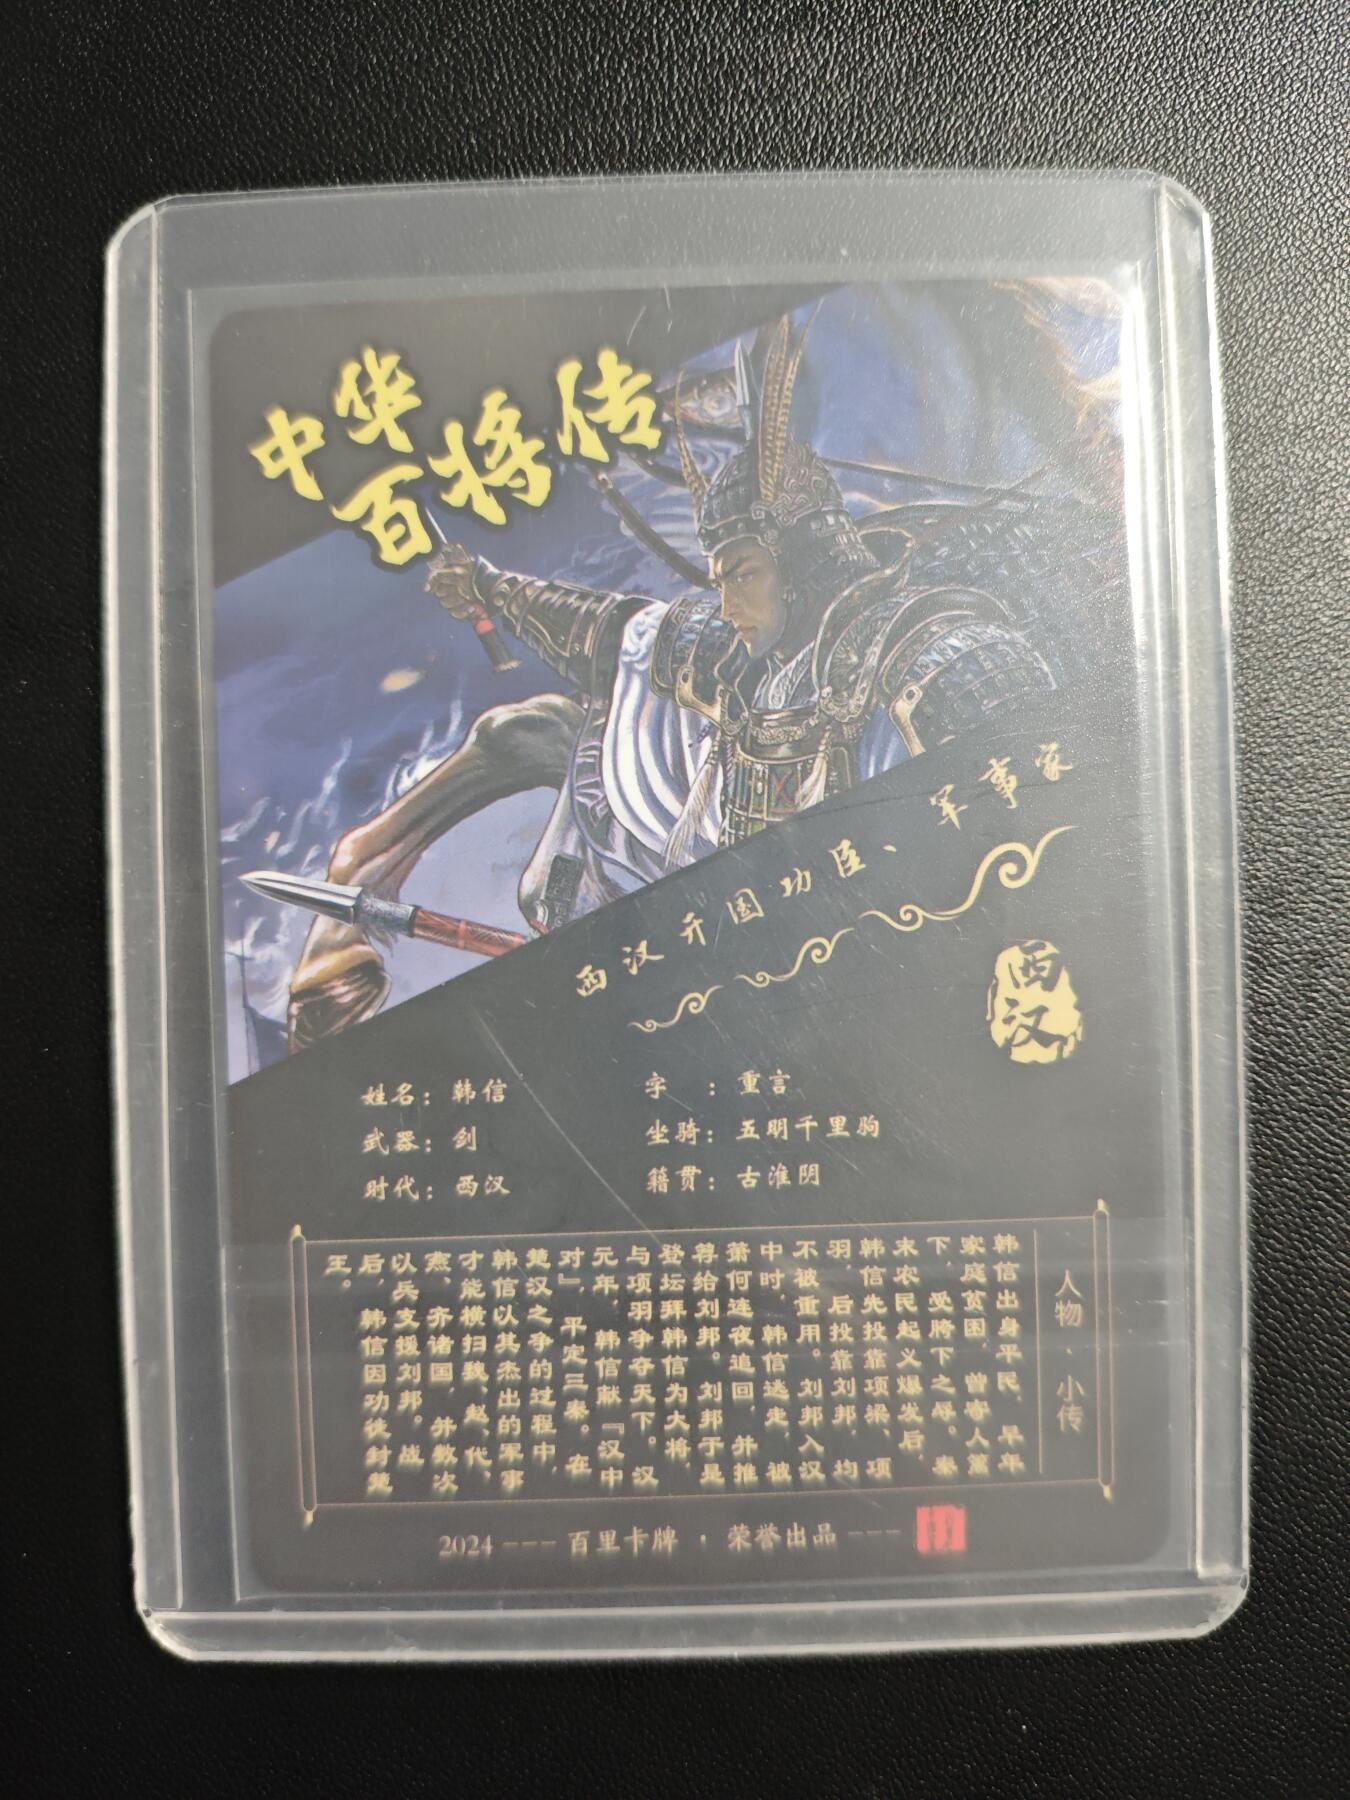 中华
百将传
西汉开国功臣、军事家
西汉
姓名：韩信
字　：重言
武器：剑
坐骑：五明千里驹
时代：西汉
籍贯：古淮阴
人物、小传
韩信出身平民，早年
家庭贫困，曾寄人篱
下，受胯下之辱。秦
末农民起义爆发后，
韩信先投靠项梁、项
羽，后投靠刘邦，均
不被重用。刘邦入汉
中时，韩信逃走，被
萧何连夜追回，并推
荐给刘邦。刘邦于是
登坛拜韩信为大将，
与项羽争夺天下。汉
元年，韩信献『汉中
对』，平定三秦。在
楚汉之争的过程中，
韩信以其杰出的军事
才能横扫魏、赵、代、
燕、齐诸国，并数次
以兵支援刘邦。战
后，韩信因功徙封楚
王。
2024 --- 百里卡牌 · 荣誉出品 ---